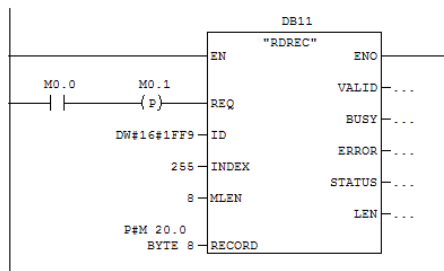 DB11
"RDREC"
EN ENO
M0.0 M0.1 VALID ...
P REQ
BUSY ...
DW#16#1FF9 ID
ERROR ...
255 INDEX
STATUS ...
8 MLEN
LEN ...
P#M 20.0
BYTE 8 RECORD